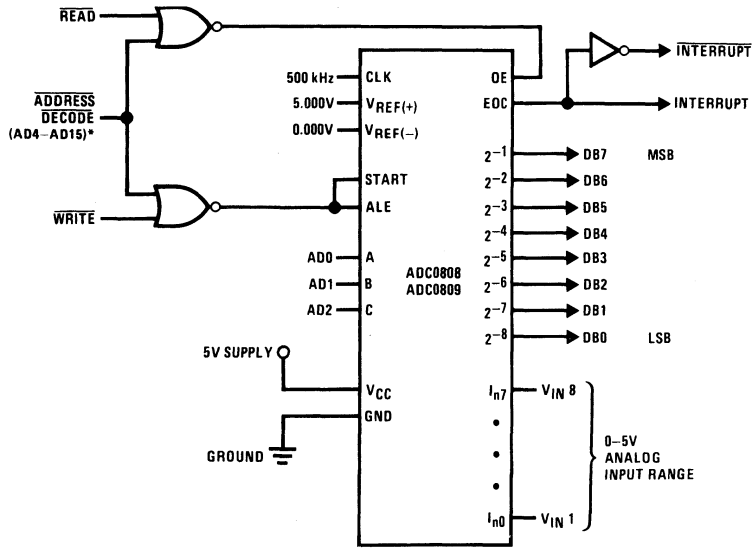 READ
ADDRESS
DECODE
(AD4–AD15)*
WRITE
500 kHz
5.000V
0.000V
AD0
AD1
AD2
5V SUPPLY
GROUND
CLK
VREF(+)
VREF(−)
START
ALE
A
B
C
VCC
GND
ADC0808
ADC0809
OE
EOC
2⁻¹
2⁻²
2⁻³
2⁻⁴
2⁻⁵
2⁻⁶
2⁻⁷
2⁻⁸
In7
In0
INTERRUPT
INTERRUPT
DB7 MSB
DB6
DB5
DB4
DB3
DB2
DB1
DB0 LSB
VIN 8
VIN 1
0–5V
ANALOG
INPUT RANGE